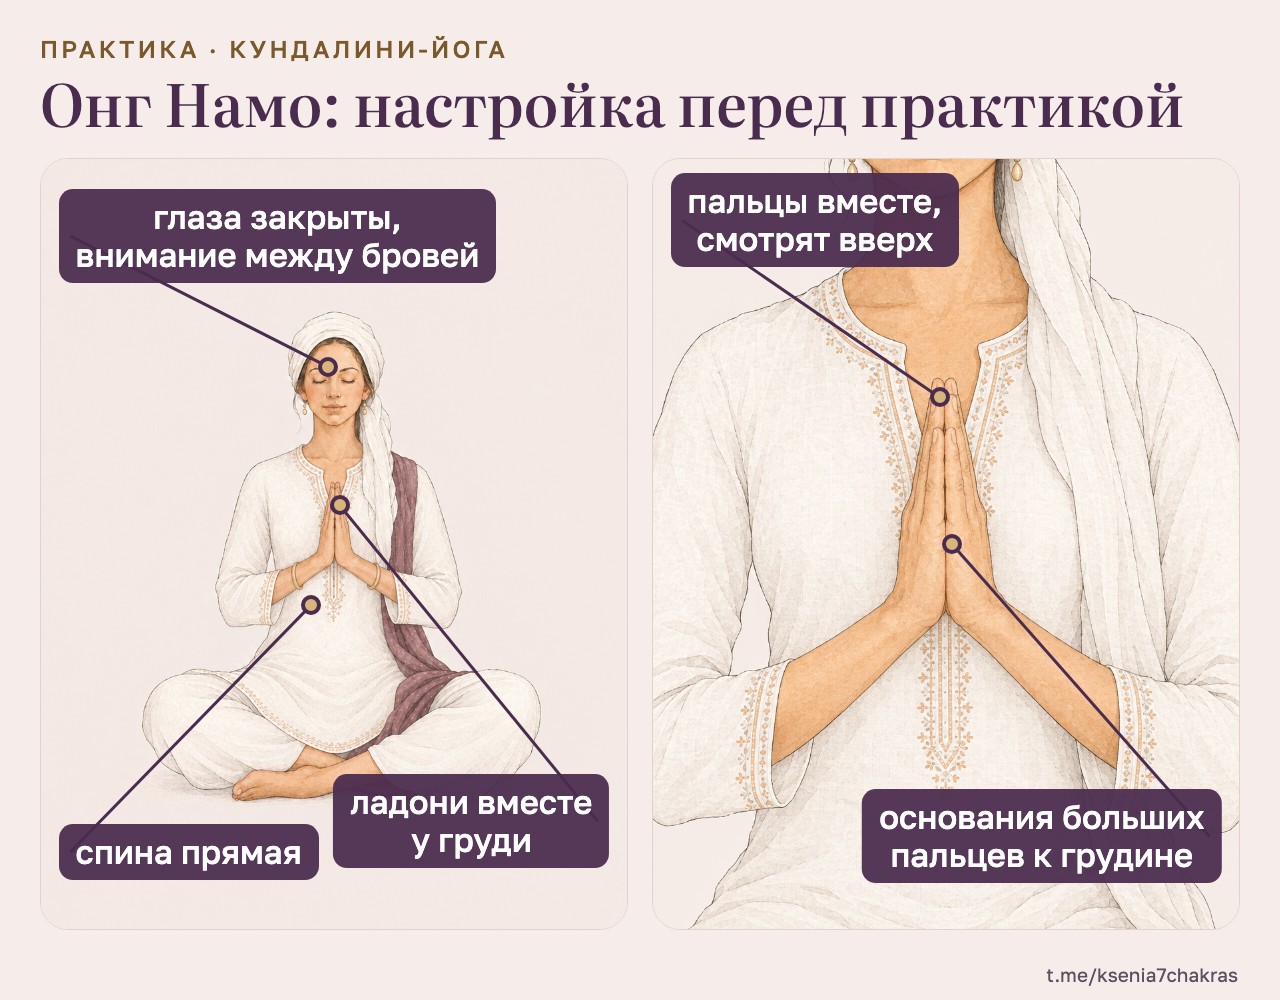 ПРАКТИКА · КУНДАЛИНИ-ЙОГА
Онг Намо: настройка перед практикой
глаза закрыты,
внимание между бровей
спина прямая
ладони вместе
у груди
пальцы вместе,
смотрят вверх
основания больших
пальцев к грудине
t.me/ksenia7chakras